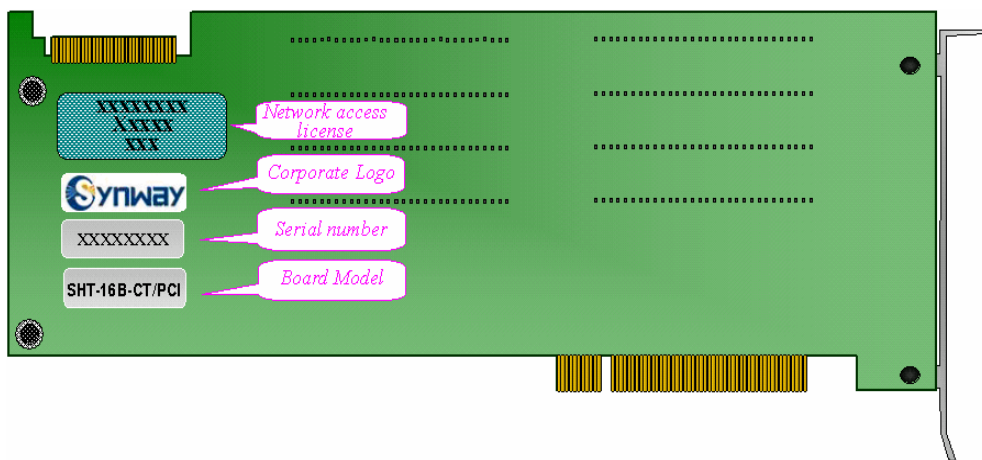 XXXXXXXX
Xxxxx
XXX
Network access
license
Synway
Corporate Logo
XXXXXXXX
Serial number
SHT-16B-CT/PCI
Board Model